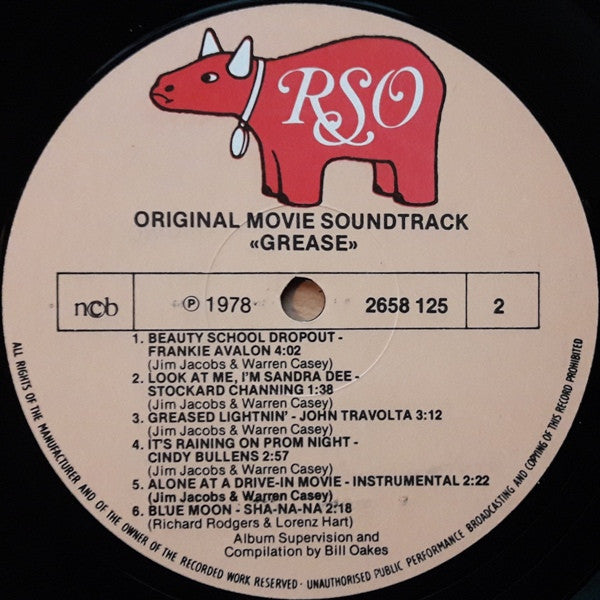 RSO
ORIGINAL MOVIE SOUNDTRACK
«GREASE»
ncb
℗ 1978
2658 125
2
1. BEAUTY SCHOOL DROPOUT -
FRANKIE AVALON 4:02
(Jim Jacobs & Warren Casey)
2. LOOK AT ME, I'M SANDRA DEE -
STOCKARD CHANNING 1:38
(Jim Jacobs & Warren Casey)
3. GREASED LIGHTNIN' - JOHN TRAVOLTA 3:12
(Jim Jacobs & Warren Casey)
4. IT'S RAINING ON PROM NIGHT -
CINDY BULLENS 2:57
(Jim Jacobs & Warren Casey)
5. ALONE AT A DRIVE-IN MOVIE - INSTRUMENTAL 2:22
(Jim Jacobs & Warren Casey)
6. BLUE MOON - SHA-NA-NA 2:18
(Richard Rodgers & Lorenz Hart)
Album Supervision and
Compilation by Bill Oakes
ALL RIGHTS OF THE MANUFACTURER AND OF THE OWNER OF THE RECORDED WORK RESERVED · UNAUTHORISED PUBLIC PERFORMANCE BROADCASTING AND COPYING OF THIS RECORD PROHIBITED